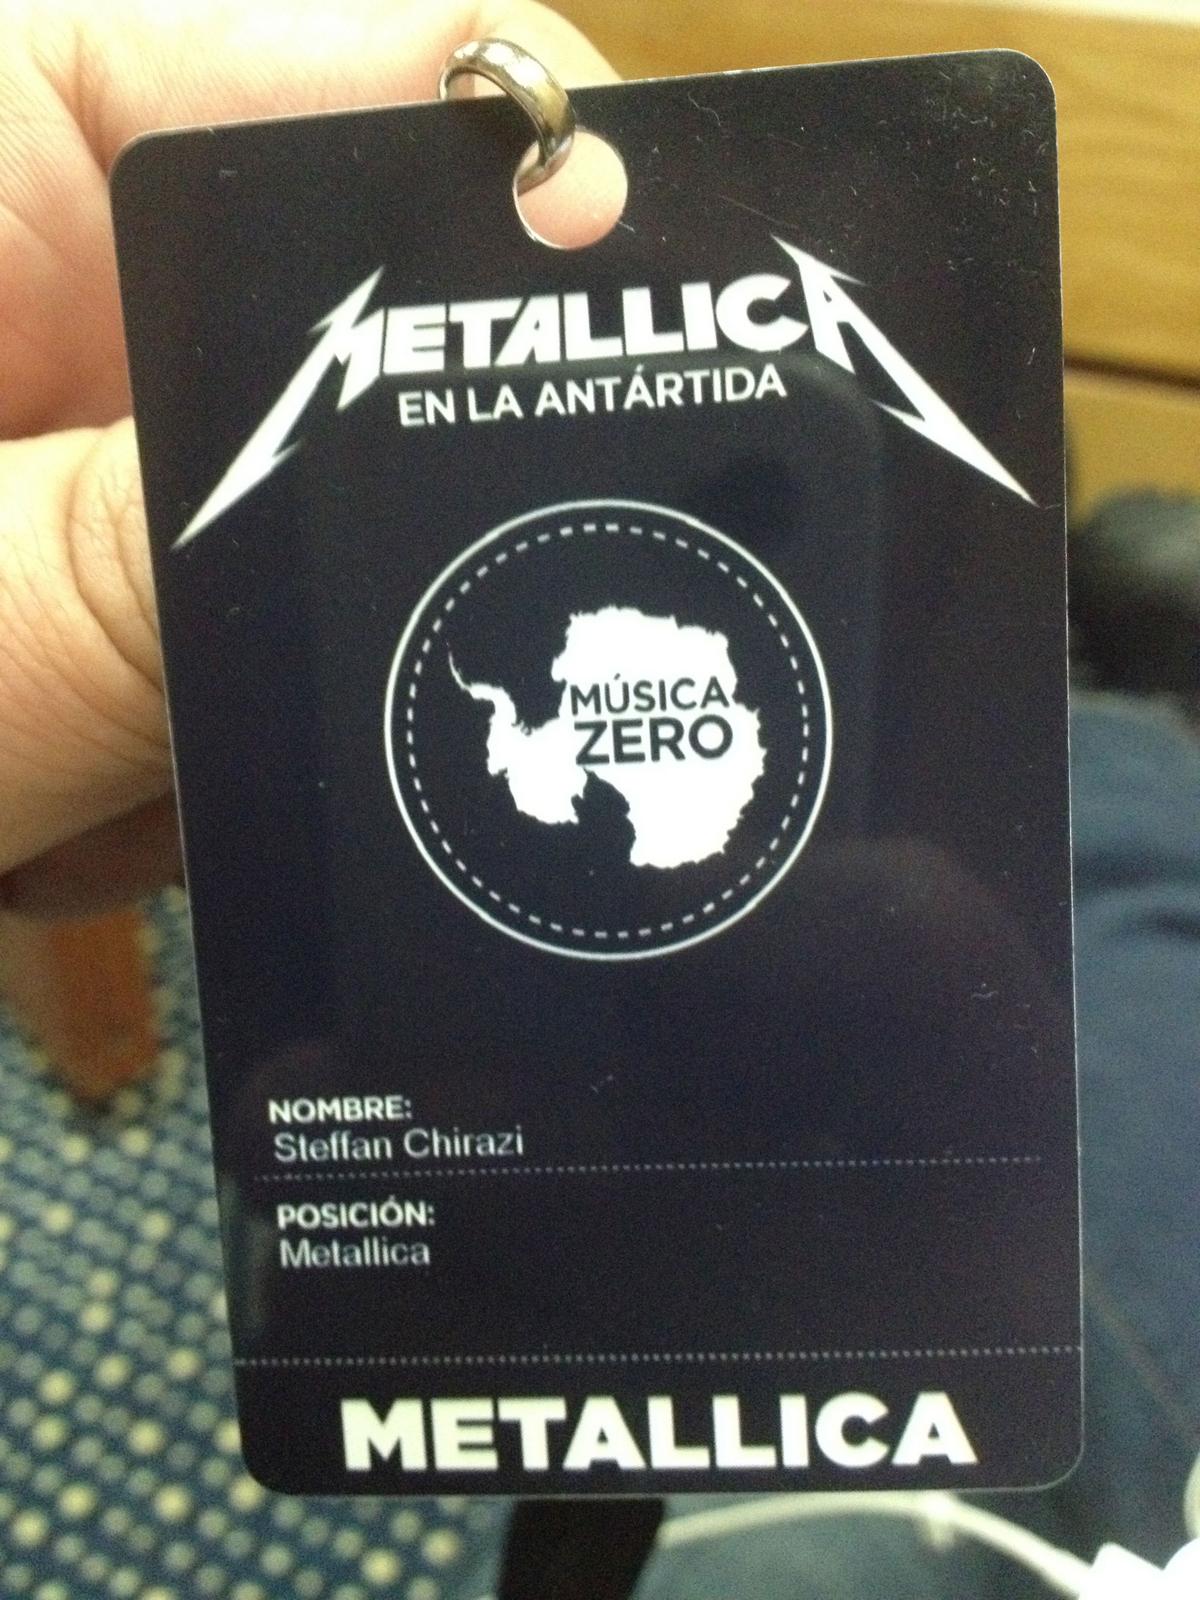 METALLICA
EN LA ANTÁRTIDA
MÚSICA
ZERO
NOMBRE:
Steffan Chirazi
POSICIÓN:
Metallica
METALLICA